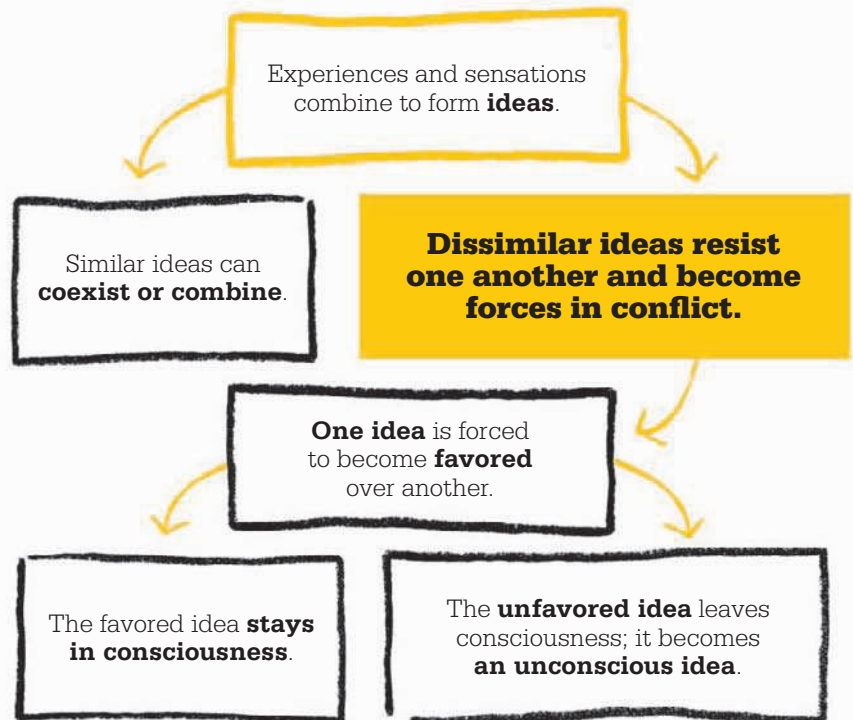 Experiences and sensations
combine to form ideas.
Similar ideas can
coexist or combine.
Dissimilar ideas resist
one another and become
forces in conflict.
One idea is forced
to become favored
over another.
The favored idea stays
in consciousness.
The unfavored idea leaves
consciousness; it becomes
an unconscious idea.